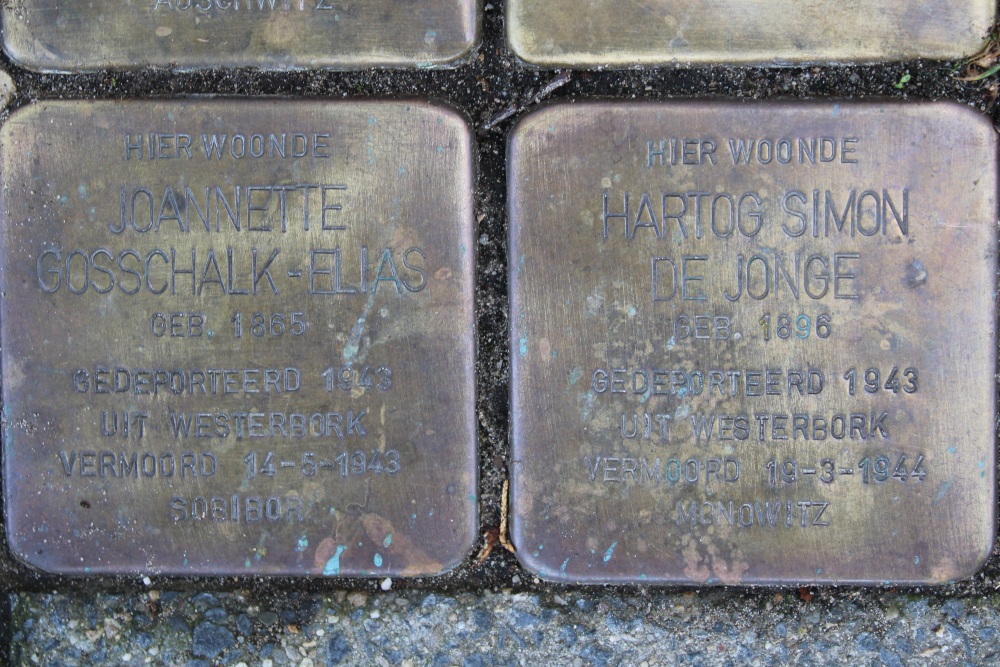 AUSCHWITZ
HIER WOONDE
JOANNETTE
GOSSCHALK-ELIAS
GEB. 1865
GEDEPORTEERD 1943
UIT WESTERBORK
VERMOORD 14-5-1943
SOBIBOR
HIER WOONDE
HARTOG SIMON
DE JONGE
GEB. 1896
GEDEPORTEERD 1943
UIT WESTERBORK
VERMOORD 19-3-1944
MONOWITZ